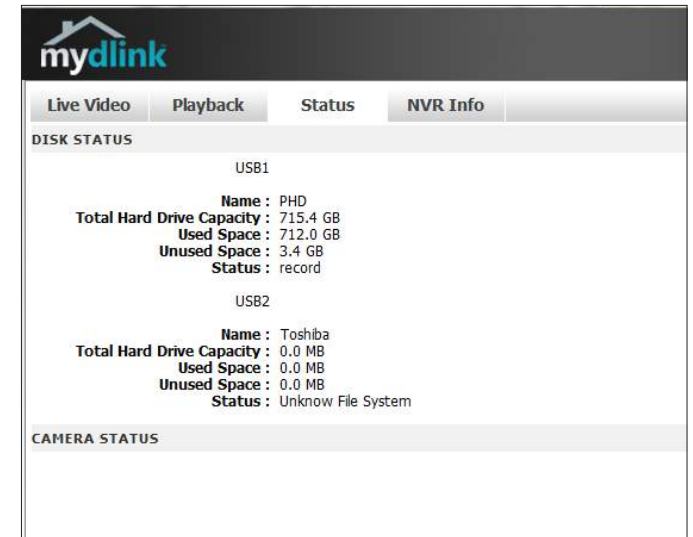 mydlink
Live Video Playback Status NVR Info
DISK STATUS
USB1
Name : PHD
Total Hard Drive Capacity : 715.4 GB
Used Space : 712.0 GB
Unused Space : 3.4 GB
Status : record
USB2
Name : Toshiba
Total Hard Drive Capacity : 0.0 MB
Used Space : 0.0 MB
Unused Space : 0.0 MB
Status : Unknow File System
CAMERA STATUS